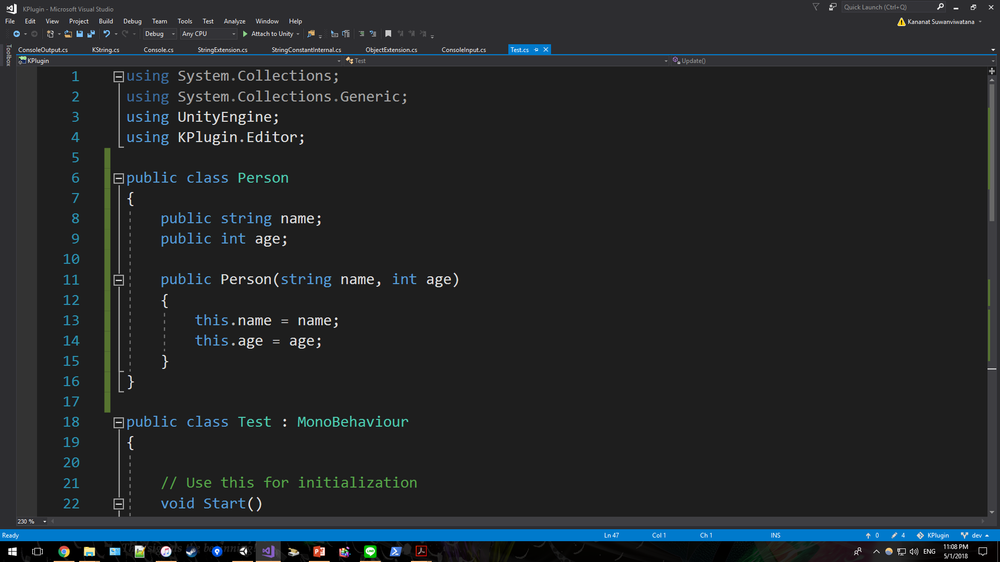 KPlugin - Microsoft Visual Studio
Quick Launch (Ctrl+Q)
File Edit View Project Build Debug Team Tools Test Analyze Window Help
Kananat Suwanviwatana
Debug Any CPU Attach to Unity
Toolbox
ConsoleOutput.cs KString.cs Console.cs StringExtension.cs StringConstantInternal.cs ObjectExtension.cs ConsoleInput.cs Test.cs
KPlugin Test Update()
1 using System.Collections;
2 using System.Collections.Generic;
3 using UnityEngine;
4 using KPlugin.Editor;
5
6 public class Person
7 {
8 public string name;
9 public int age;
10
11 public Person(string name, int age)
12 {
13 this.name = name;
14 this.age = age;
15 }
16 }
17
18 public class Test : MonoBehaviour
19 {
20
21 // Use this for initialization
22 void Start()
230 %
Ready Ln 47 Col 1 Ch 1 INS 0 4 KPlugin dev
LINE
ENG
11:08 PM
5/1/2018